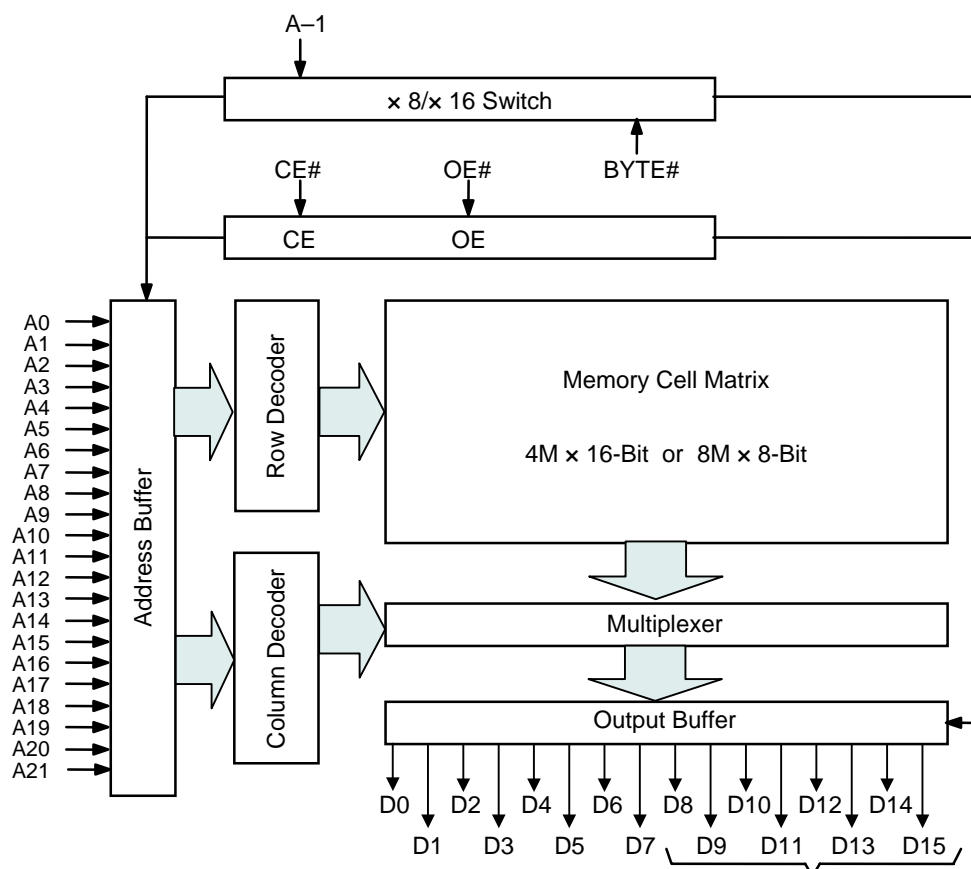 A–1
× 8/× 16 Switch
CE#
OE#
BYTE#
CE
OE
A0
A1
A2
A3
A4
A5
A6
A7
A8
A9
A10
A11
A12
A13
A14
A15
A16
A17
A18
A19
A20
A21
Address Buffer
Row Decoder
Column Decoder
Memory Cell Matrix
4M × 16-Bit or 8M × 8-Bit
Multiplexer
Output Buffer
D0 D2 D4 D6 D8 D10 D12 D14
D1 D3 D5 D7 D9 D11 D13 D15